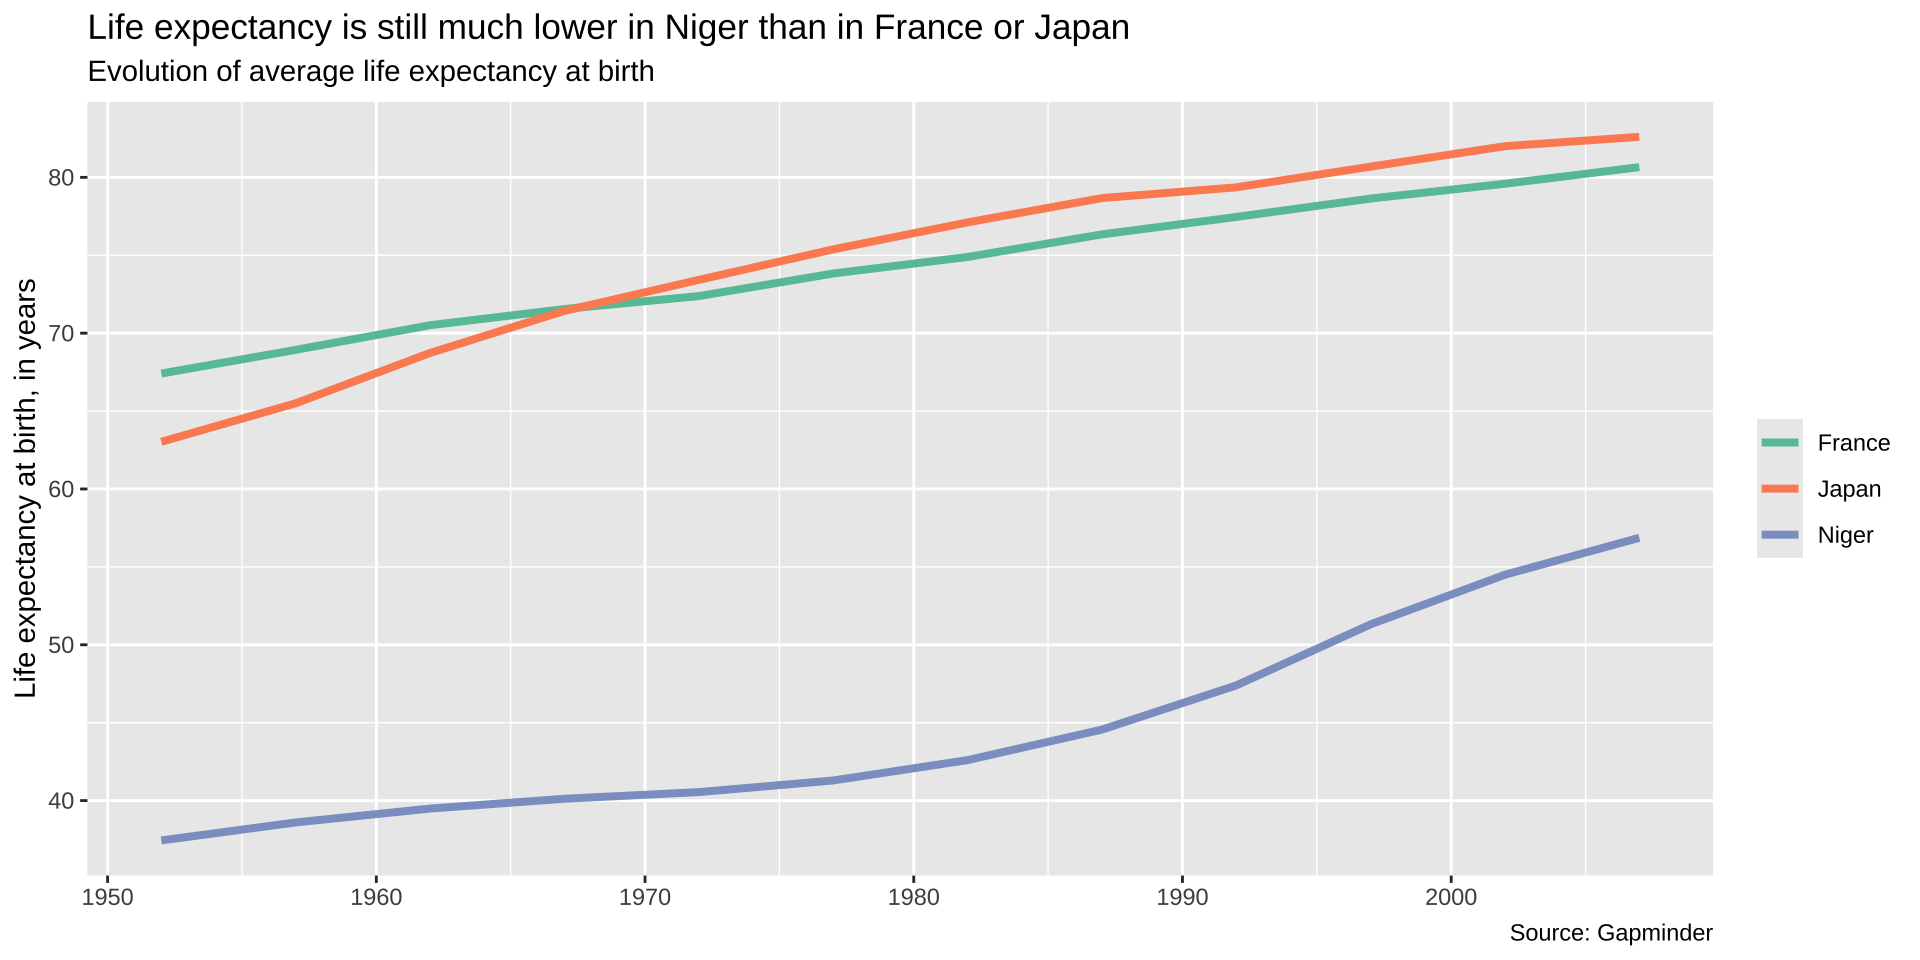 Life expectancy is still much lower in Niger than in France or Japan
Evolution of average life expectancy at birth
Life expectancy at birth, in years
80
70
60
50
40
1950
1960
1970
1980
1990
2000
France
Japan
Niger
Source: Gapminder